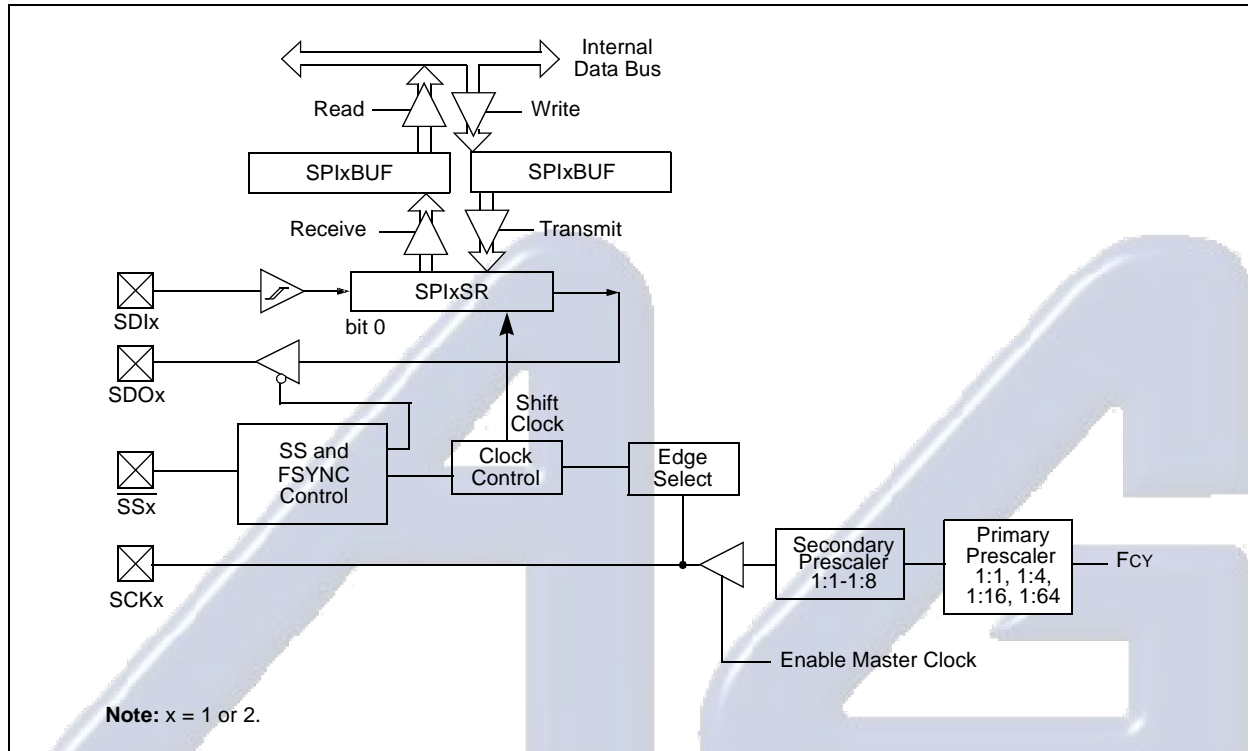 Internal
Data Bus
Read
Write
SPIxBUF
SPIxBUF
Receive
Transmit
SPIxSR
SDIx
bit 0
SDOx
Shift
Clock
SS and
FSYNC
Control
Clock
Control
Edge
Select
SSx
Secondary
Prescaler
1:1-1:8
Primary
Prescaler
1:1, 1:4,
1:16, 1:64
FCY
SCKx
Enable Master Clock
Note: x = 1 or 2.